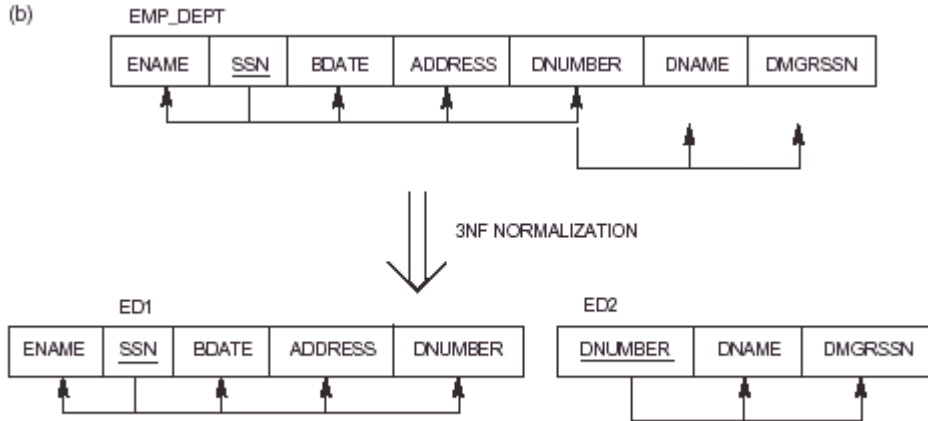 (b)
EMP_DEPT
ENAME SSN BDATE ADDRESS DNUMBER DNAME DMGRSSN
3NF NORMALIZATION
ED1 ED2
ENAME SSN BDATE ADDRESS DNUMBER DNUMBER DNAME DMGRSSN